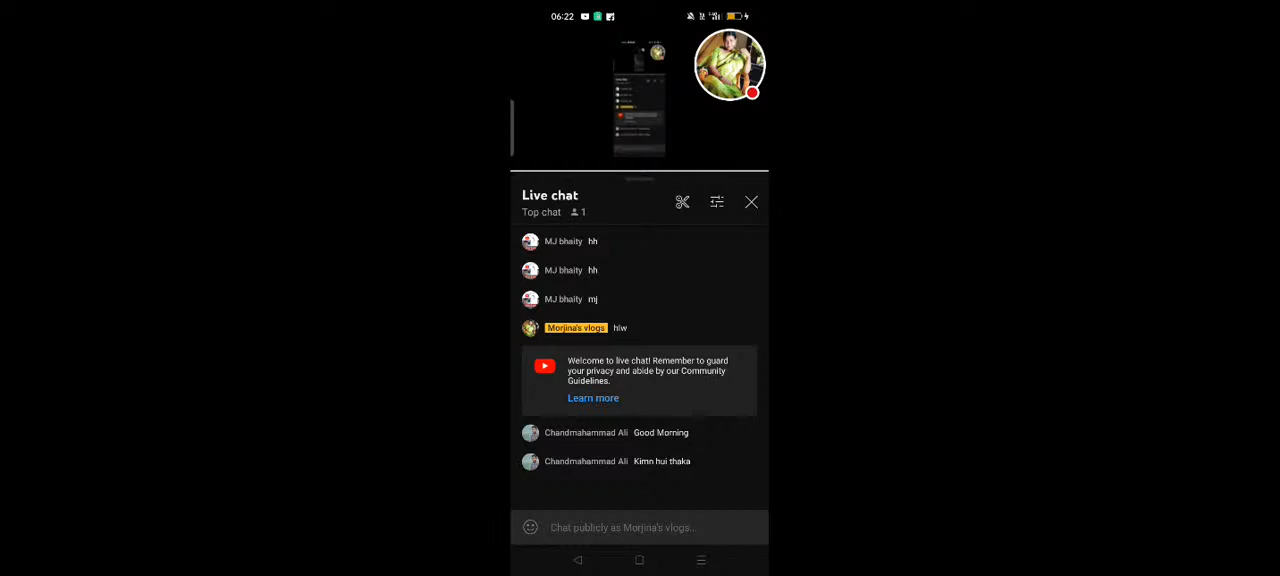 06:22
Live chat
Top chat 1
MJ bhaity hh
MJ bhaity hh
MJ bhaity mj
Morjina's vlogs hlw
Welcome to live chat! Remember to guard
your privacy and abide by our Community
Guidelines.
Learn more
Chandmahammad Ali Good Morning
Chandmahammad Ali Kimn hui thaka
Chat publicly as Morjina's vlogs...